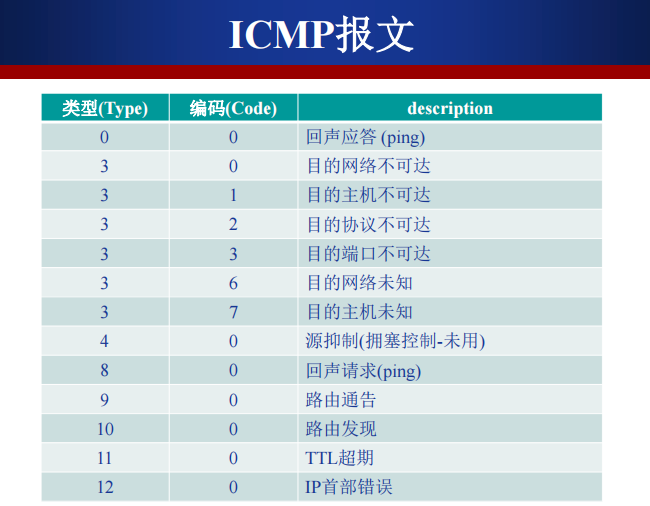 ICMP报文
类型(Type) 编码(Code) description
0 0 回声应答 (ping)
3 0 目的网络不可达
3 1 目的主机不可达
3 2 目的协议不可达
3 3 目的端口不可达
3 6 目的网络未知
3 7 目的主机未知
4 0 源抑制(拥塞控制-未用)
8 0 回声请求(ping)
9 0 路由通告
10 0 路由发现
11 0 TTL超期
12 0 IP首部错误